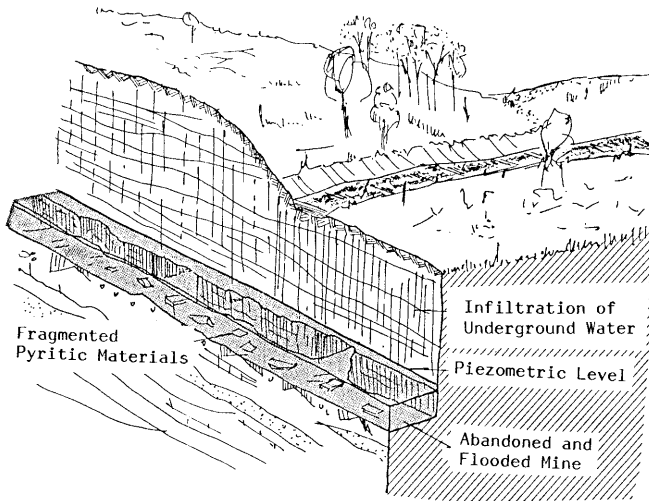 Infiltration of
Underground Water
Fragmented
Pyritic Materials
Piezometric Level
Abandoned and
Flooded Mine